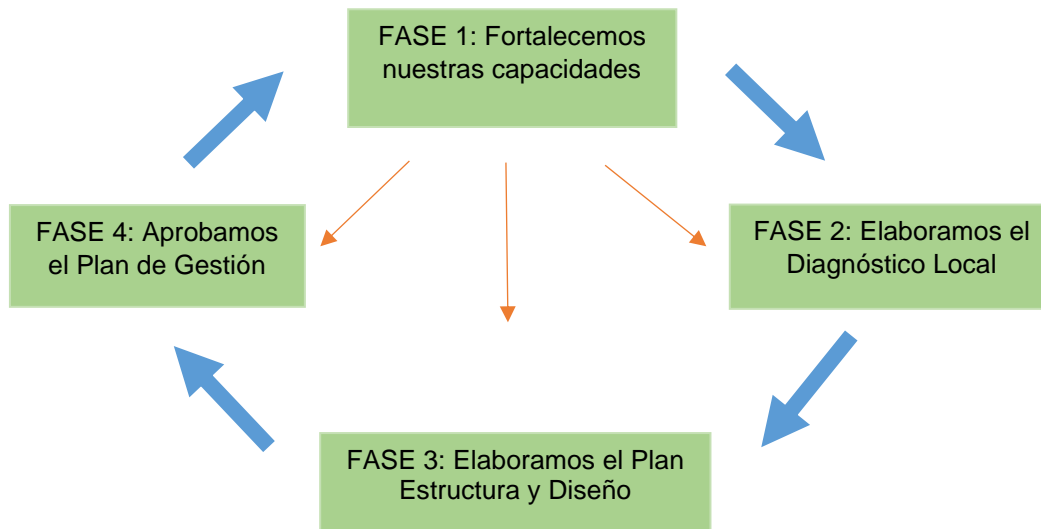 FASE 1: Fortalecemos
nuestras capacidades
FASE 4: Aprobamos
el Plan de Gestión
FASE 2: Elaboramos el
Diagnóstico Local
FASE 3: Elaboramos el Plan
Estructura y Diseño